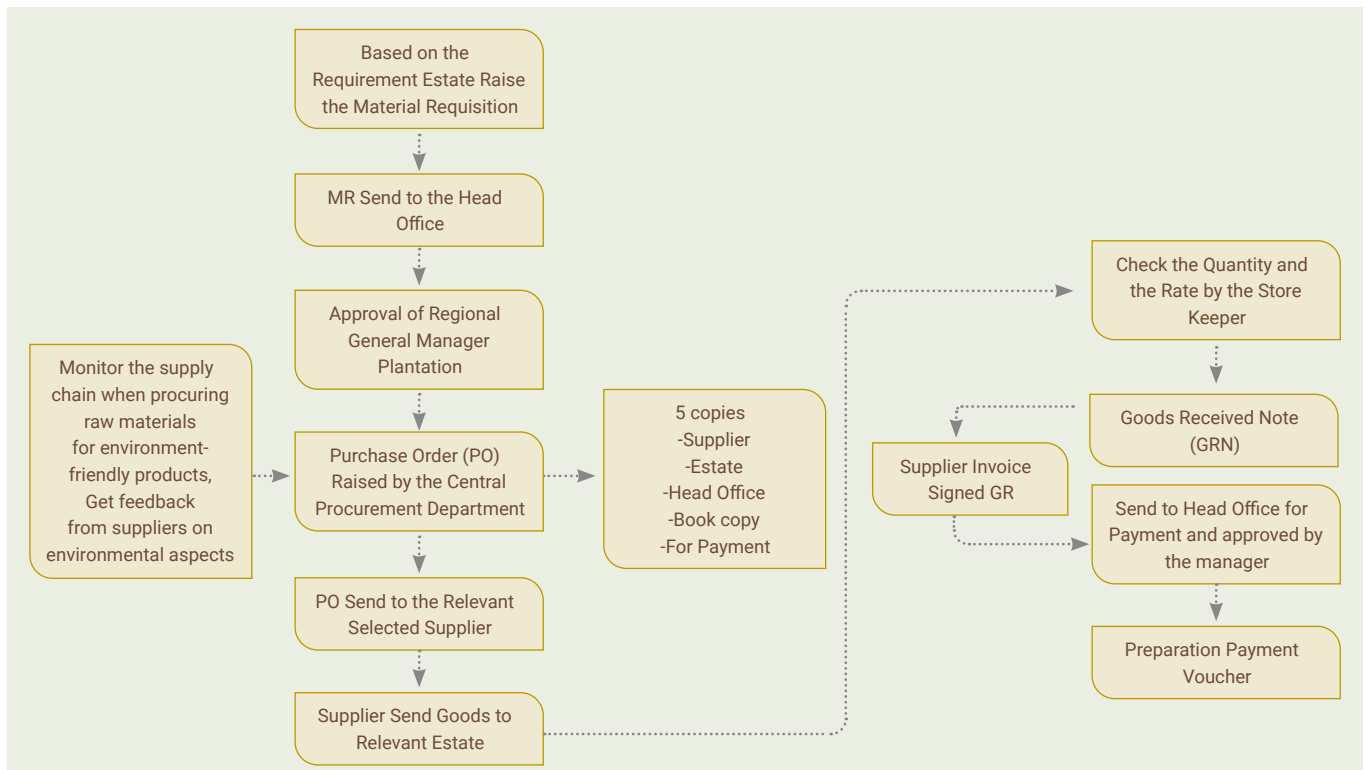 Based on the
Requirement Estate Raise
the Material Requisition
MR Send to the Head
Office
Approval of Regional
General Manager
Plantation
Monitor the supply
chain when procuring
raw materials
for environment-
friendly products,
Get feedback
from suppliers on
environmental aspects
Purchase Order (PO)
Raised by the Central
Procurement Department
5 copies
-Supplier
-Estate
-Head Office
-Book copy
-For Payment
PO Send to the Relevant
Selected Supplier
Supplier Send Goods to
Relevant Estate
Check the Quantity and
the Rate by the Store
Keeper
Goods Received Note
(GRN)
Supplier Invoice
Signed GR
Send to Head Office for
Payment and approved by
the manager
Preparation Payment
Voucher